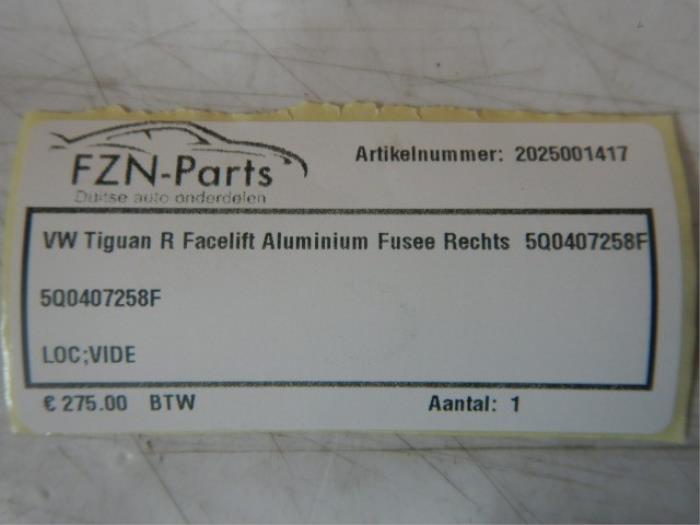 FZN-Parts
Duitse auto onderdelen
Artikelnummer: 2025001417
VW Tiguan R Facelift Aluminium Fusee Rechts 5Q0407258F
5Q0407258F
LOC;VIDE
€ 275.00 BTW
Aantal: 1